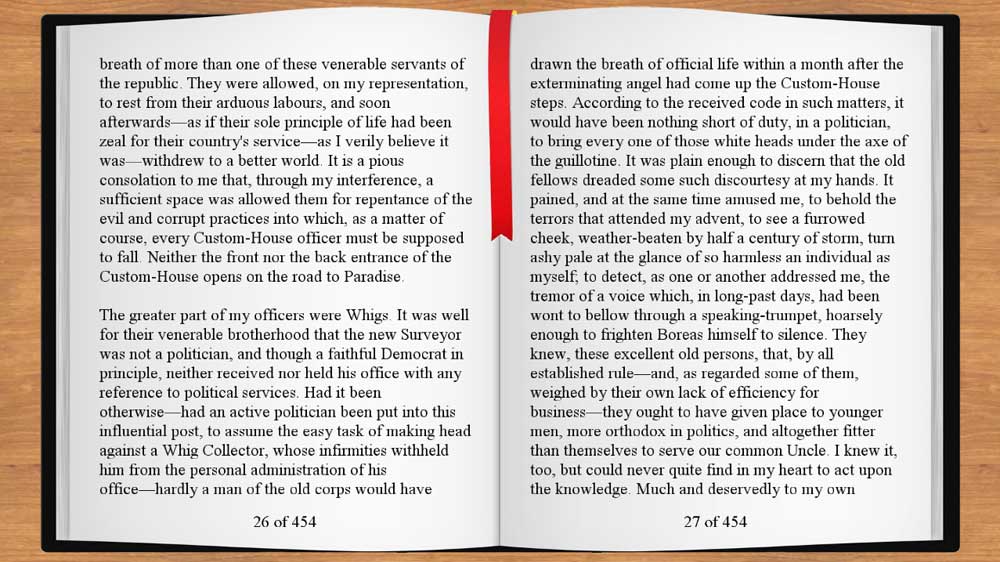 breath of more than one of these venerable servants of
the republic. They were allowed, on my representation,
to rest from their arduous labours, and soon
afterwards—as if their sole principle of life had been
zeal for their country's service—as I verily believe it
was—withdrew to a better world. It is a pious
consolation to me that, through my interference, a
sufficient space was allowed them for repentance of the
evil and corrupt practices into which, as a matter of
course, every Custom-House officer must be supposed
to fall. Neither the front nor the back entrance of the
Custom-House opens on the road to Paradise.

The greater part of my officers were Whigs. It was well
for their venerable brotherhood that the new Surveyor
was not a politician, and though a faithful Democrat in
principle, neither received nor held his office with any
reference to political services. Had it been
otherwise—had an active politician been put into this
influential post, to assume the easy task of making head
against a Whig Collector, whose infirmities withheld
him from the personal administration of his
office—hardly a man of the old corps would have
26 of 454
drawn the breath of official life within a month after the
exterminating angel had come up the Custom-House
steps. According to the received code in such matters, it
would have been nothing short of duty, in a politician,
to bring every one of those white heads under the axe of
the guillotine. It was plain enough to discern that the old
fellows dreaded some such discourtesy at my hands. It
pained, and at the same time amused me, to behold the
terrors that attended my advent, to see a furrowed
cheek, weather-beaten by half a century of storm, turn
ashy pale at the glance of so harmless an individual as
myself; to detect, as one or another addressed me, the
tremor of a voice which, in long-past days, had been
wont to bellow through a speaking-trumpet, hoarsely
enough to frighten Boreas himself to silence. They
knew, these excellent old persons, that, by all
established rule—and, as regarded some of them,
weighed by their own lack of efficiency for
business—they ought to have given place to younger
men, more orthodox in politics, and altogether fitter
than themselves to serve our common Uncle. I knew it,
too, but could never quite find in my heart to act upon
the knowledge. Much and deservedly to my own
27 of 454